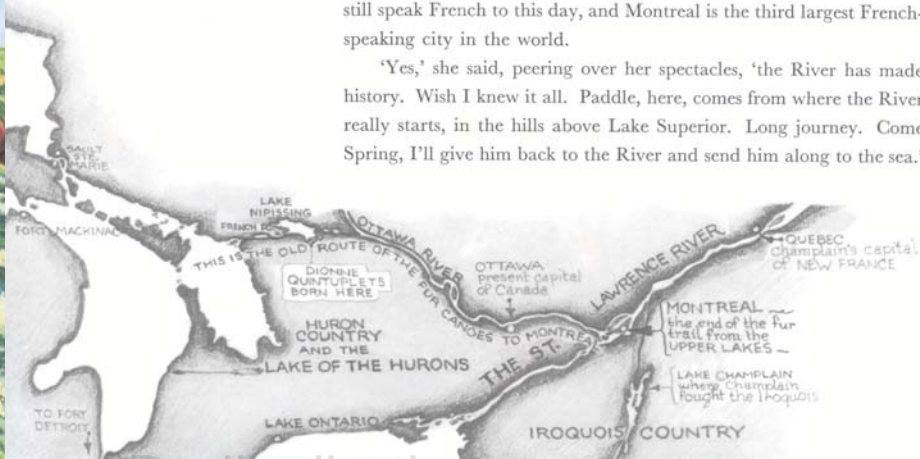 still speak French to this day, and Montreal is the third largest French-
speaking city in the world.
'Yes,' she said, peering over her spectacles, 'the River has made
history. Wish I knew it all. Paddle, here, comes from where the River
really starts, in the hills above Lake Superior. Long journey. Come
Spring, I'll give him back to the River and send him along to the sea.'
SAULT
STE.
MARIE
FORT MACKINAC
LAKE
NIPISSING
FRENCH R.
THIS IS THE OLD ROUTE OF THE FUR CANOES TO MONTREAL
DIONNE
QUINTUPLETS
BORN HERE
OTTAWA RIVER
OTTAWA
present capital
of Canada
THE ST. LAWRENCE RIVER
QUEBEC
Champlain's capital
of NEW FRANCE
MONTREAL
the end of the fur
trail from the
UPPER LAKES
HURON
COUNTRY
AND THE
LAKE OF THE HURONS
LAKE CHAMPLAIN
where Champlain
fought the Iroquois
TO FORT
DETROIT
LAKE ONTARIO
IROQUOIS COUNTRY